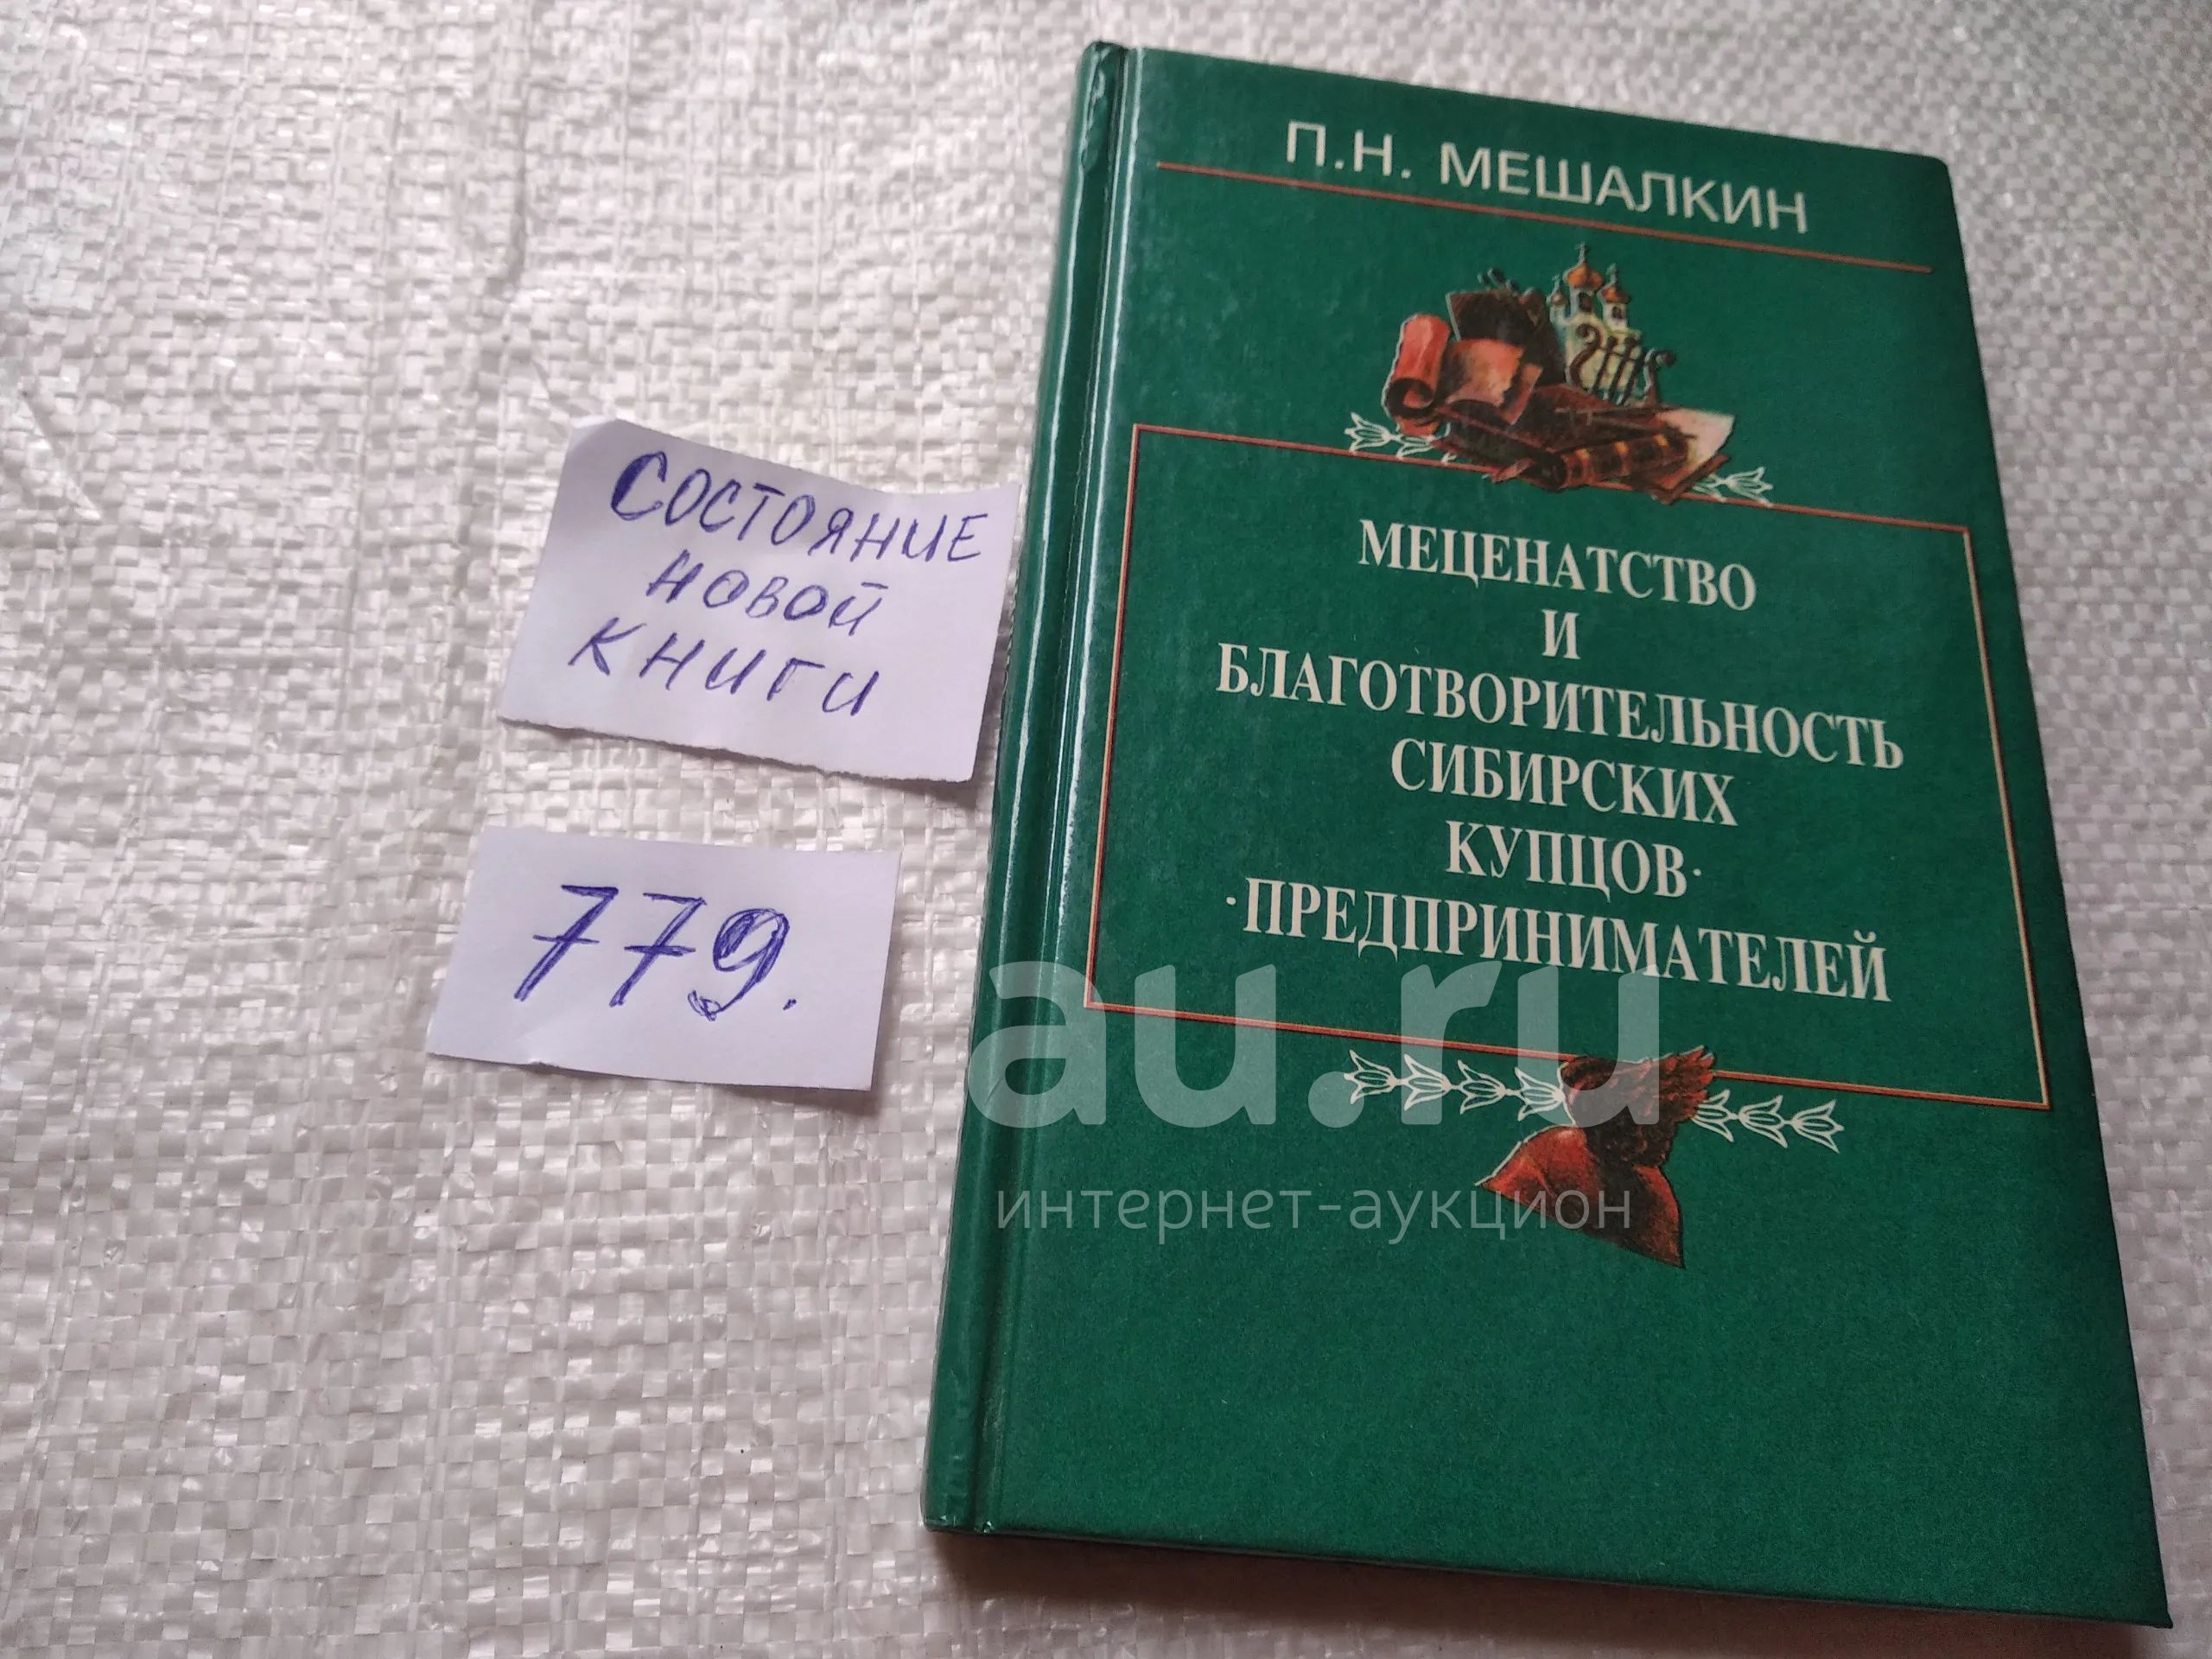 П.Н. МЕШАЛКИН
МЕЦЕНАТСТВО
И
БЛАГОТВОРИТЕЛЬНОСТЬ
СИБИРСКИХ
КУПЦОВ·
·ПРЕДПРИНИМАТЕЛЕЙ
СОСТОЯНИЕ
НОВОЙ
КНИГИ
779.
au.ru
интернет-аукцион